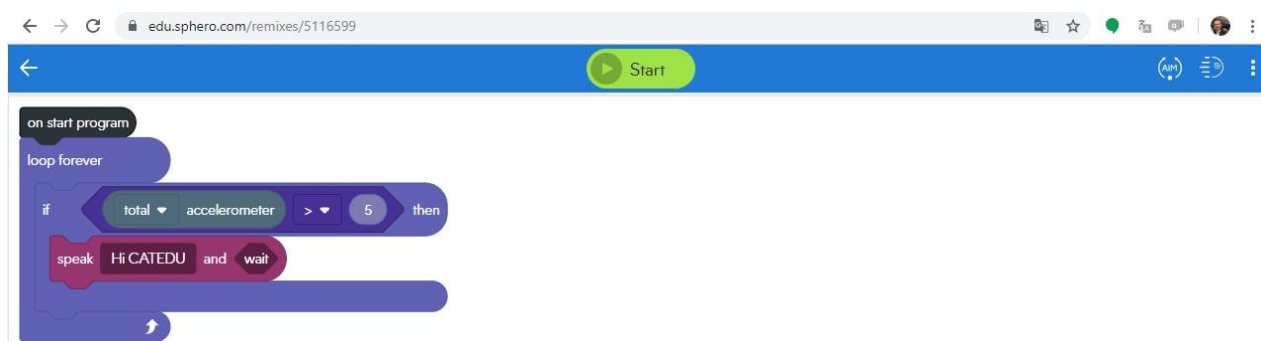 edu.sphero.com/remixes/5116599
Start
AIM
on start program
loop forever
if total accelerometer > 5 then
speak Hi CATEDU and wait